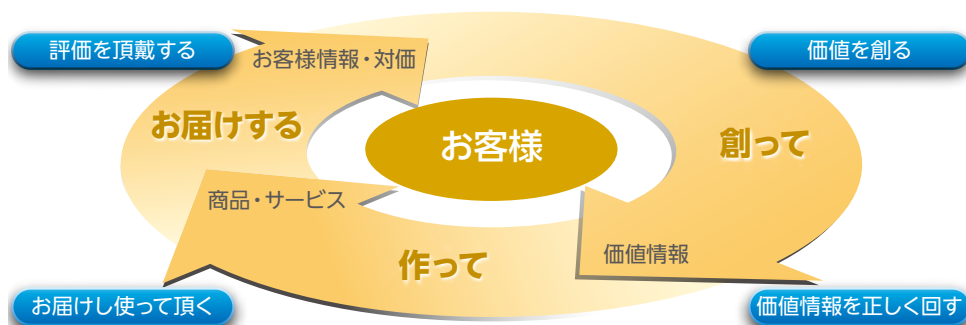 評価を頂戴する
価値を創る
お客様情報・対価
お届けする
お客様
創って
商品・サービス
作って
価値情報
お届けし使って頂く
価値情報を正しく回す